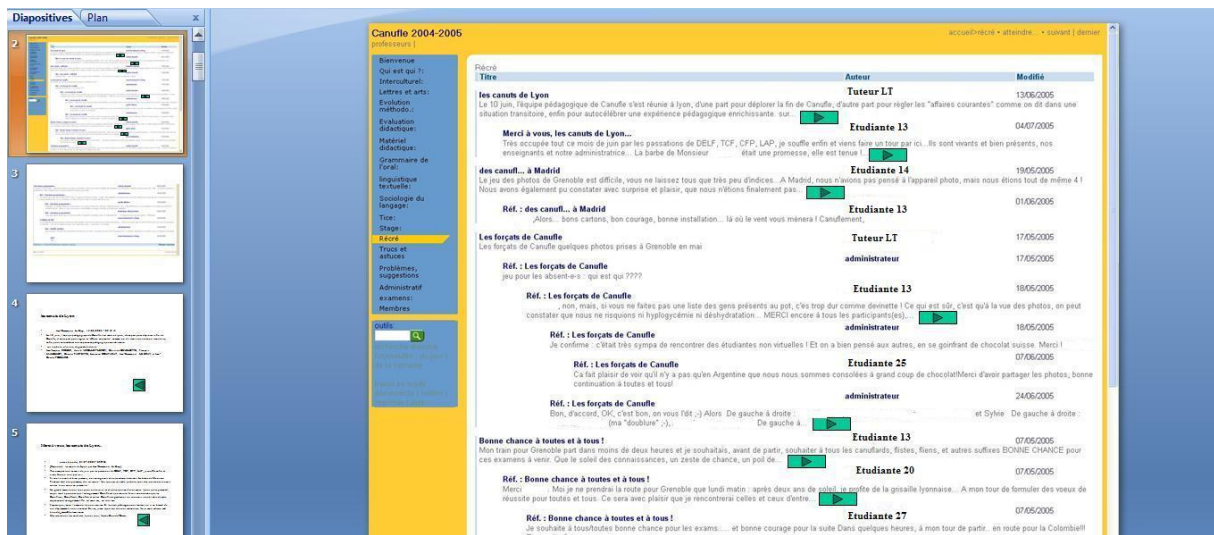 Diapositives Plan x
2
3
4
5
Canufle 2004-2005
professeurs |
accueil>récré • atteindre... • suivant | dernier
Bienvenue
Qui est qui ?:
Interculturel:
Lettres et arts:
Evolution
méthodo.:
Evaluation
didactique:
Matériel
didactique:
Grammaire de
l'oral:
linguistique
textuelle:
Sociologie du
langage:
Tice:
Stage:
Récré
Trucs et
astuces
Problèmes,
suggestions
Administratif
examens:
Membres
outils
Récré
Titre Auteur Modifié
les canuts de Lyon Tuteur LT 13/06/2005
Le 10 juin, l'équipe pédagogique de Canufle s'est réunie à lyon, d'une part pour déplorer la fin de Canufle, d'autre part pour régler les "affaires courantes" comme on dit dans une
situation transitoire, enfin pour autocélébrer une expérience pédagogique enrichissante. sur...
Merci à vous, les canuts de Lyon... Etudiante 13 04/07/2005
Très occupée tout ce mois de juin par les passations de DELF, TCF, CFP, LAP, je souffle enfin et viens faire un tour par ici...Ils sont vivants et bien présents, nos
enseignants et notre administratrice... La barbe de Monsieur était une promesse, elle est tenue !...
des canufl... à Madrid Etudiante 14 19/05/2005
Le jeu des photos de Grenoble est difficile, vous ne laissez tous que très peu d'indices...A Madrid, nous n'avions pas pensé à l'appareil photo, mais nous étions tout de même 4 !
Nous avons également pu constater avec surprise et plaisir, que nous n'étions finalement pas...
Réf. : des canufl... à Madrid Etudiante 13 01/06/2005
,Alors... bons cartons, bon courage, bonne installation... là où le vent vous mènera ! Canuflement,
Les forçats de Canufle Tuteur LT 17/05/2005
Les forçats de Canufle quelques photos prises à Grenoble en mai
Réf. : Les forçats de Canufle administrateur 17/05/2005
jeu pour les absent-e-s : qui est qui ????
Réf. : Les forçats de Canufle Etudiante 13 18/05/2005
, non, mais, si vous ne faites pas une liste des gens présents au pot, c'es trop dur comme devinette ! Ce qui est sûr, c'est qu'à la vue des photos, on peut
constater que nous ne risquions ni hyplogycémie ni déshydratation... MERCI encore à tous les participants(es),...
Réf. : Les forçats de Canufle administrateur 18/05/2005
Je confirme : c'était très sympa de rencontrer des étudiantes non virtuelles ! Et on a bien pensé aux autres, en se goinfrant de chocolat suisse. Merci !
Réf. : Les forçats de Canufle Etudiante 25 07/06/2005
Ca fait plaisir de voir qu'il n'y a pas qu'en Argentine que nous nous sommes consolées à grand coup de chocolat!Merci d'avoir partager les photos, bonne
continuation à toutes et tous!
Réf. : Les forçats de Canufle administrateur 24/06/2005
Bon, d'accord, OK, c'est bon, on vous l'dit ;-) Alors De gauche à droite : et Sylvie De gauche à droite :
(ma "doublure" ;-),. De gauche à...
Bonne chance à toutes et à tous ! Etudiante 13 07/05/2005
Mon train pour Grenoble part dans moins de deux heures et je souhaitais, avant de partir, souhaiter à tous les canuflards, fistes, fliens, et autres suffixes BONNE CHANCE pour
ces examens à venir. Que le soleil des connaissances, un zeste de chance, un poil de...
Réf. : Bonne chance à toutes et à tous ! Etudiante 20 07/05/2005
Merci . Moi je ne prendrai la route pour Grenoble que lundi matin : après deux ans de soleil, je profite de la grisaille lyonnaise... A mon tour de formuler des voeux de
réussite pour toutes et tous. Ce sera avec plaisir que je rencontrerai celles et ceux d'entre...
Réf. : Bonne chance à toutes et à tous ! Etudiante 27 07/05/2005
Je souhaite à tous/toutes bonne chance pour les exams.... et bonne courage pour la suite Dans quelques heures, à mon tour de partir.. en route pour la Colombie!!!